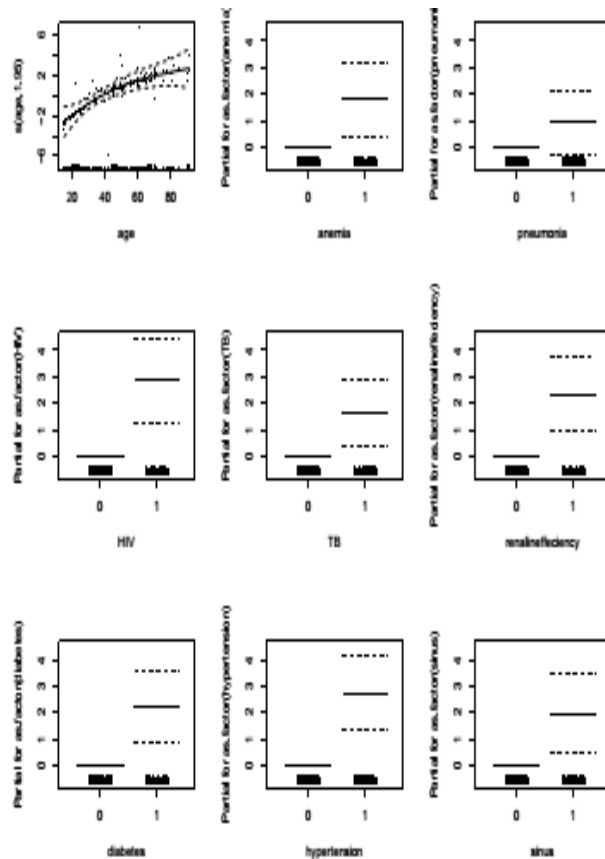 s(age,1.95)
6
2
-2
-6
20 40 60 80
age
Partial for as.factor(anemia)
4
3
2
1
0
0 1
anemia
Partial for as.factor(pneumonia
4
3
2
1
0
0 1
pneumonia
Partial for as.factor(HIV)
4
3
2
1
0
0 1
HIV
Partial for as.factor(TB)
4
3
2
1
0
0 1
TB
Partial for as.factor(renalineffeciency)
4
3
2
1
0
0 1
renalineffeciency
Partial for as.factor(diabetes)
4
3
2
1
0
0 1
diabetes
Partial for as.factor(hypertension)
4
3
2
1
0
0 1
hypertension
Partial for as.factor(sinus)
4
3
2
1
0
0 1
sinus